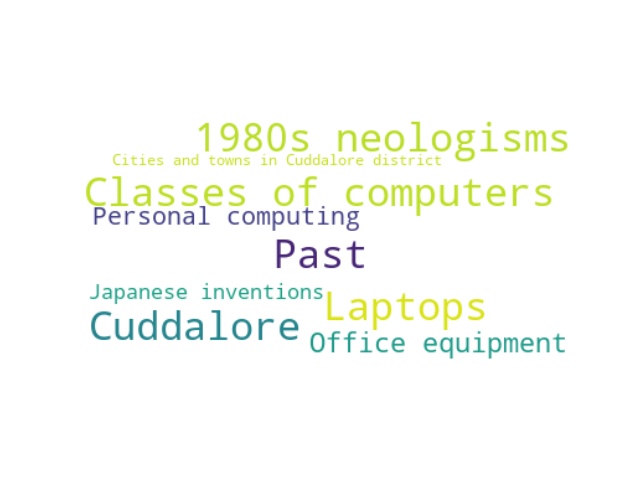 1980s neologisms
Cities and towns in Cuddalore district
Classes of computers
Personal computing
Past
Japanese inventions
Laptops
Cuddalore
Office equipment